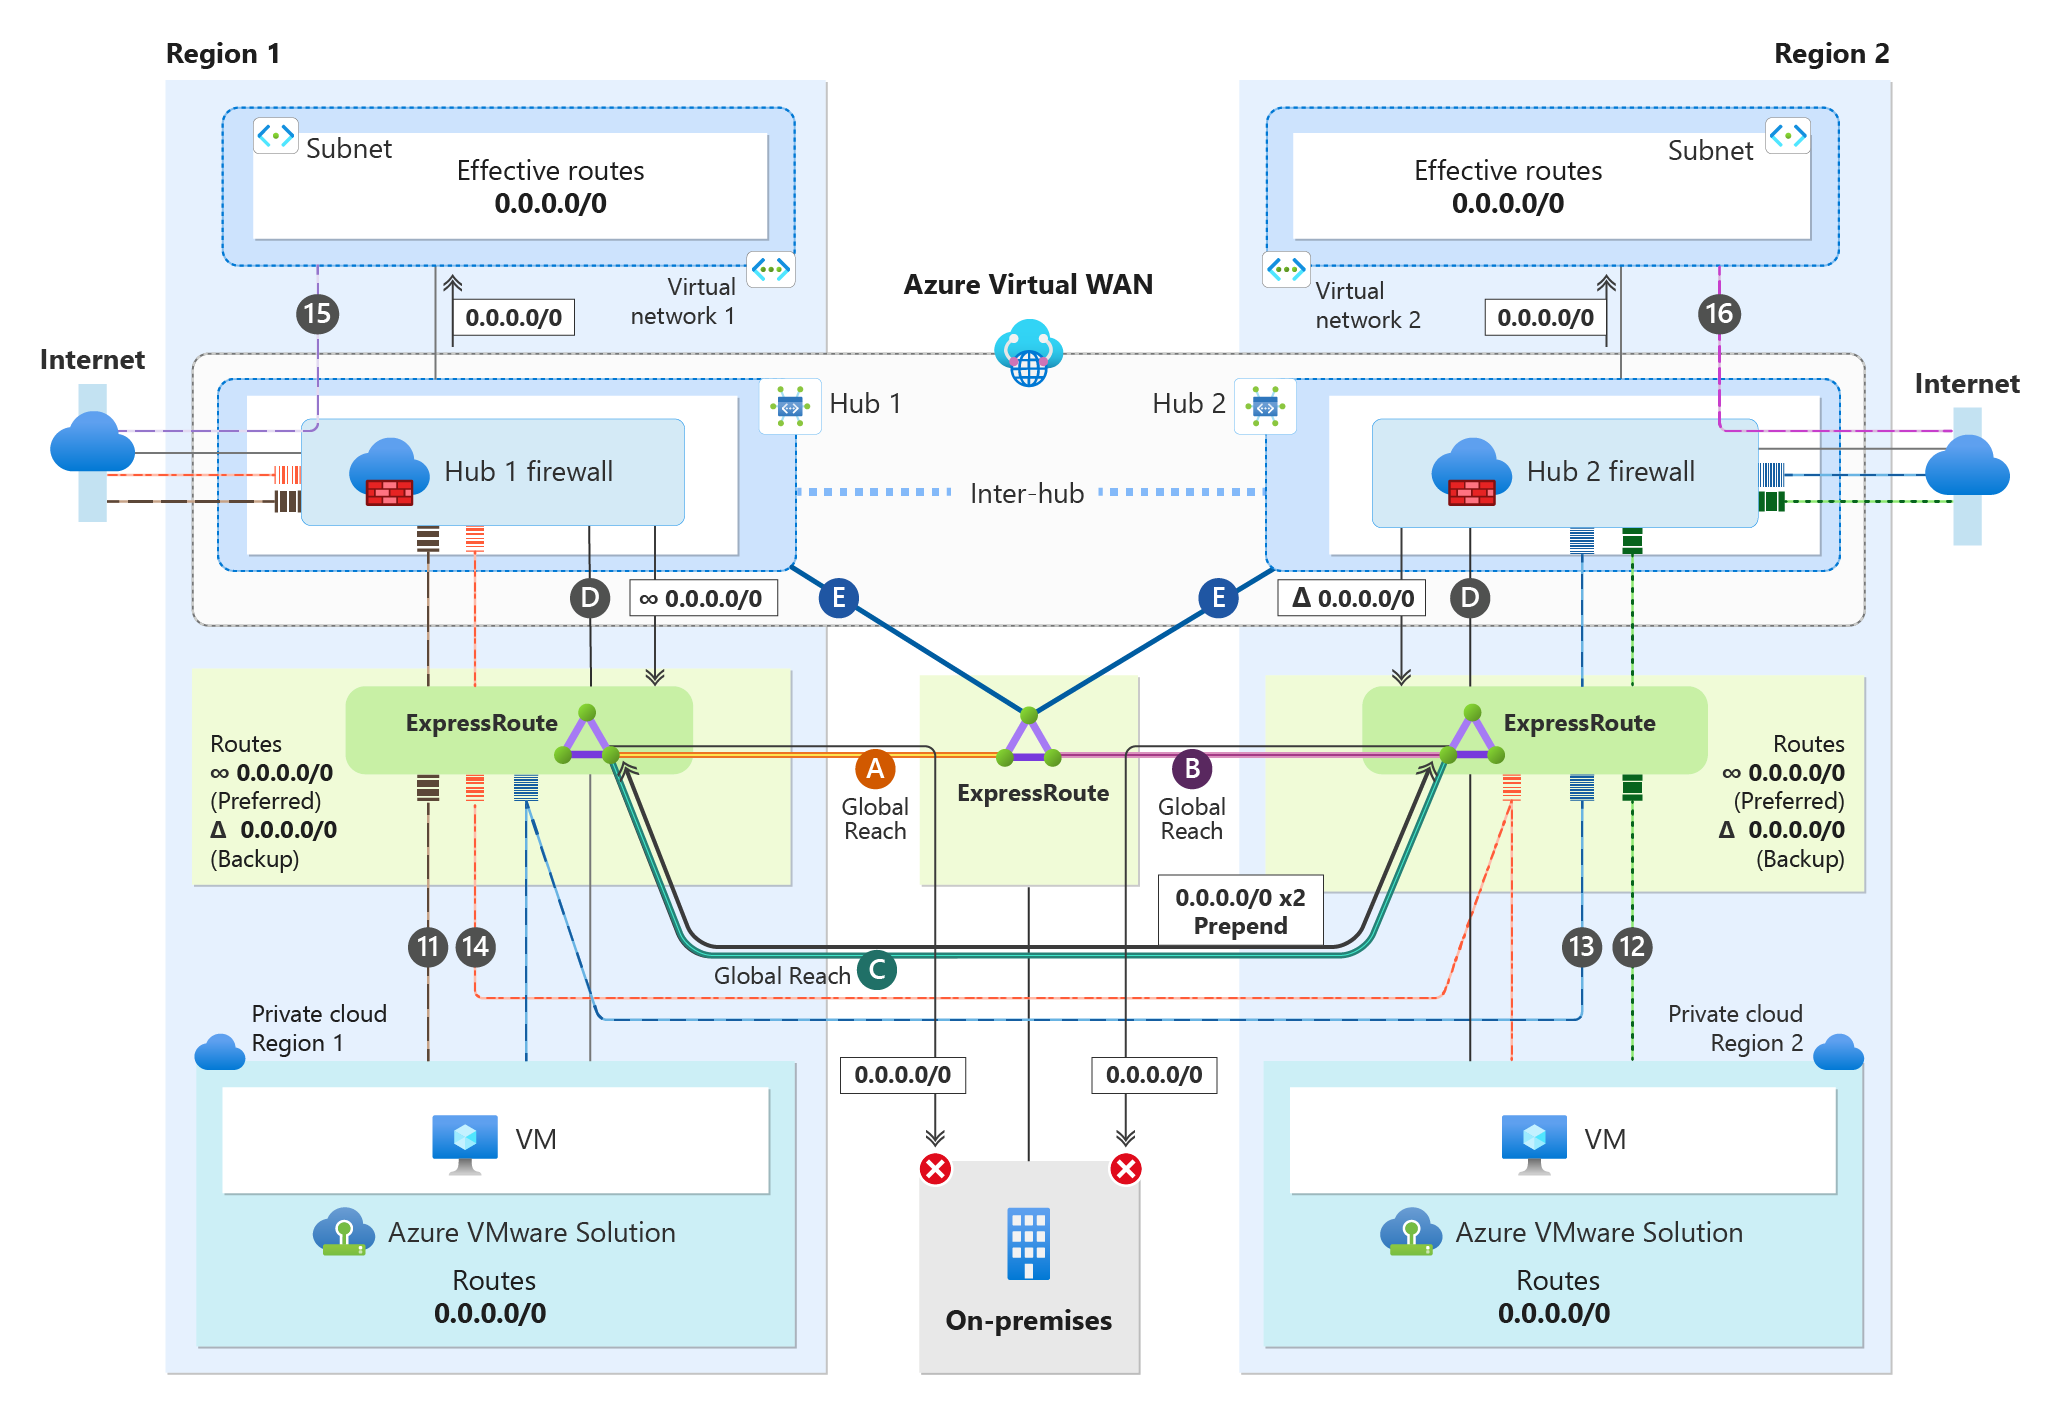 Region 1
Region 2
Subnet
Effective routes
0.0.0.0/0
Subnet
Effective routes
0.0.0.0/0
Virtual
network 1
Virtual
network 2
15
0.0.0.0/0
Azure Virtual WAN
0.0.0.0/0
16
Internet
Internet
Hub 1
Hub 2
Hub 1 firewall
Inter-hub
Hub 2 firewall
D
∞ 0.0.0.0/0
E
E
Δ 0.0.0.0/0
D
ExpressRoute
ExpressRoute
Routes
∞ 0.0.0.0/0
(Preferred)
Δ 0.0.0.0/0
(Backup)
A
Global
Reach
ExpressRoute
B
Global
Reach
Routes
∞ 0.0.0.0/0
(Preferred)
Δ 0.0.0.0/0
(Backup)
0.0.0.0/0 x2
Prepend
11
14
Global Reach
C
13
12
Private cloud
Region 1
Private cloud
Region 2
0.0.0.0/0
0.0.0.0/0
VM
VM
Azure VMware Solution
Routes
0.0.0.0/0
Azure VMware Solution
Routes
0.0.0.0/0
On-premises